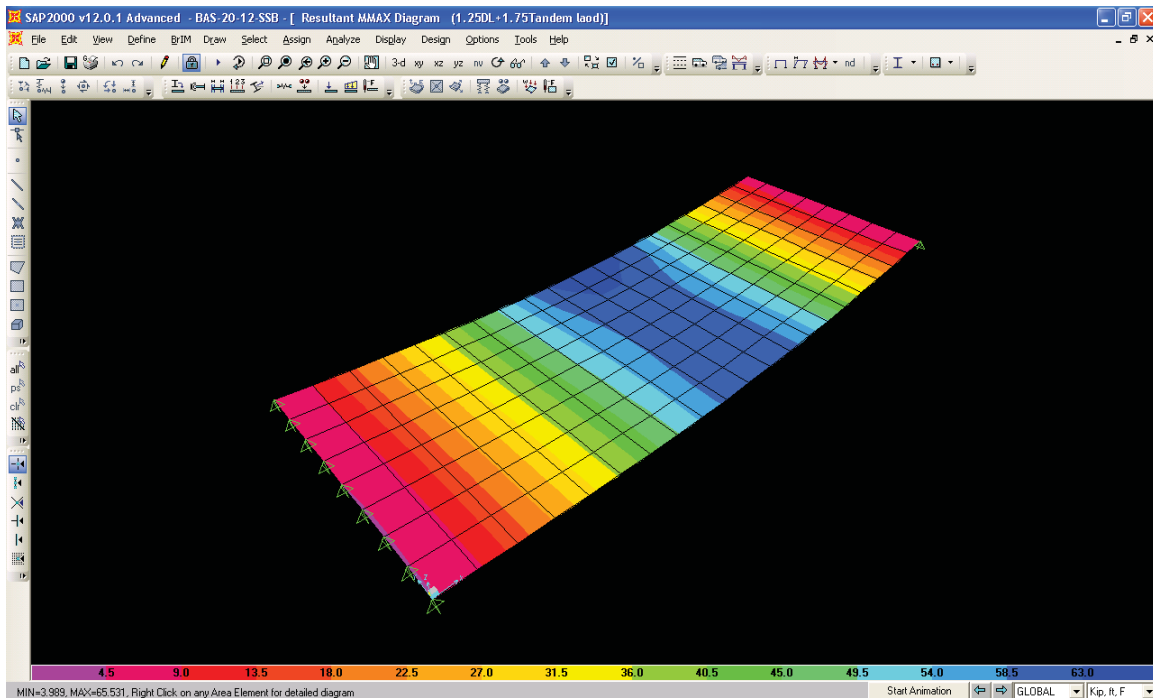 SAP2000 v12.0.1 Advanced - BAS-20-12-SSB - [ Resultant MMAX Diagram (1.25DL+1.75Tandem laod)]
File Edit View Define BrIM Draw Select Assign Analyze Display Design Options Tools Help
3-d xy xz yz nv nd
all
ps
clr
4.5 9.0 13.5 18.0 22.5 27.0 31.5 36.0 40.5 45.0 49.5 54.0 58.5 63.0
MIN=3.989, MAX=65.531, Right Click on any Area Element for detailed diagram Start Animation GLOBAL Kip, ft, F